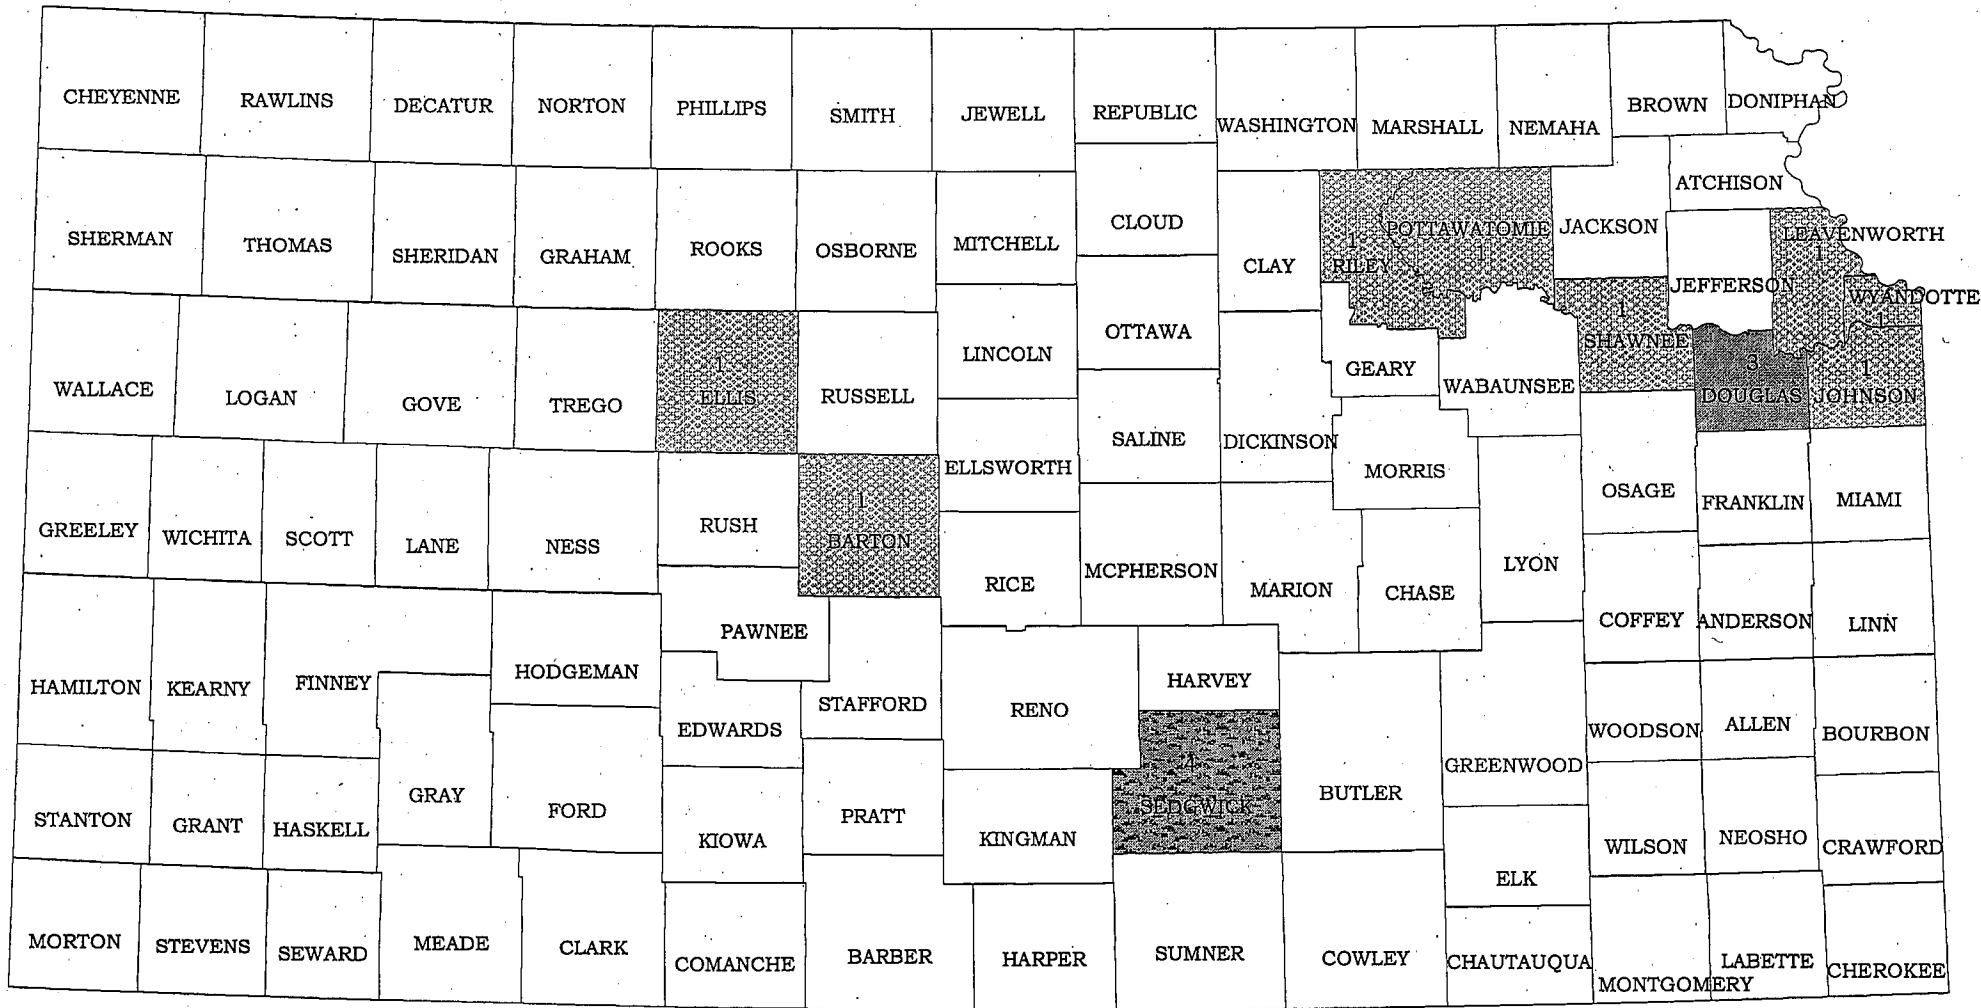 CHEYENNE RAWLINS DECATUR NORTON PHILLIPS SMITH JEWELL REPUBLIC WASHINGTON MARSHALL NEMAHA BROWN DONIPHAN
ATCHISON
SHERMAN THOMAS SHERIDAN GRAHAM ROOKS OSBORNE MITCHELL CLOUD CLAY 1 RILEY POTTAWATOMIE 1 JACKSON JEFFERSON LEAVENWORTH 1
WYANDOTTE 1
WALLACE LOGAN GOVE TREGO 1 ELLIS RUSSELL LINCOLN OTTAWA GEARY WABAUNSEE 1 SHAWNEE 3 DOUGLAS 1 JOHNSON
SALINE DICKINSON MORRIS
GREELEY WICHITA SCOTT LANE NESS RUSH 1 BARTON ELLSWORTH OSAGE FRANKLIN MIAMI
RICE MCPHERSON MARION CHASE LYON
PAWNEE COFFEY ANDERSON LINN
HAMILTON KEARNY FINNEY HODGEMAN EDWARDS STAFFORD RENO HARVEY
GREENWOOD WOODSON ALLEN BOURBON
STANTON GRANT HASKELL GRAY FORD KIOWA PRATT KINGMAN 4 SEDGWICK BUTLER
ELK WILSON NEOSHO CRAWFORD
MORTON STEVENS SEWARD MEADE CLARK COMANCHE BARBER HARPER SUMNER COWLEY CHAUTAUQUA MONTGOMERY LABETTE CHEROKEE